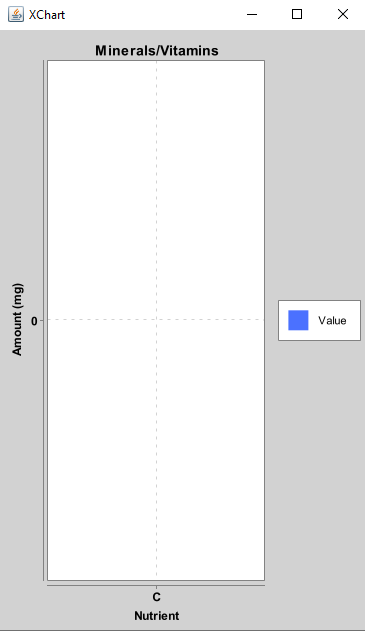 XChart
Minerals/Vitamins
Amount (mg)
0
Value
C
Nutrient